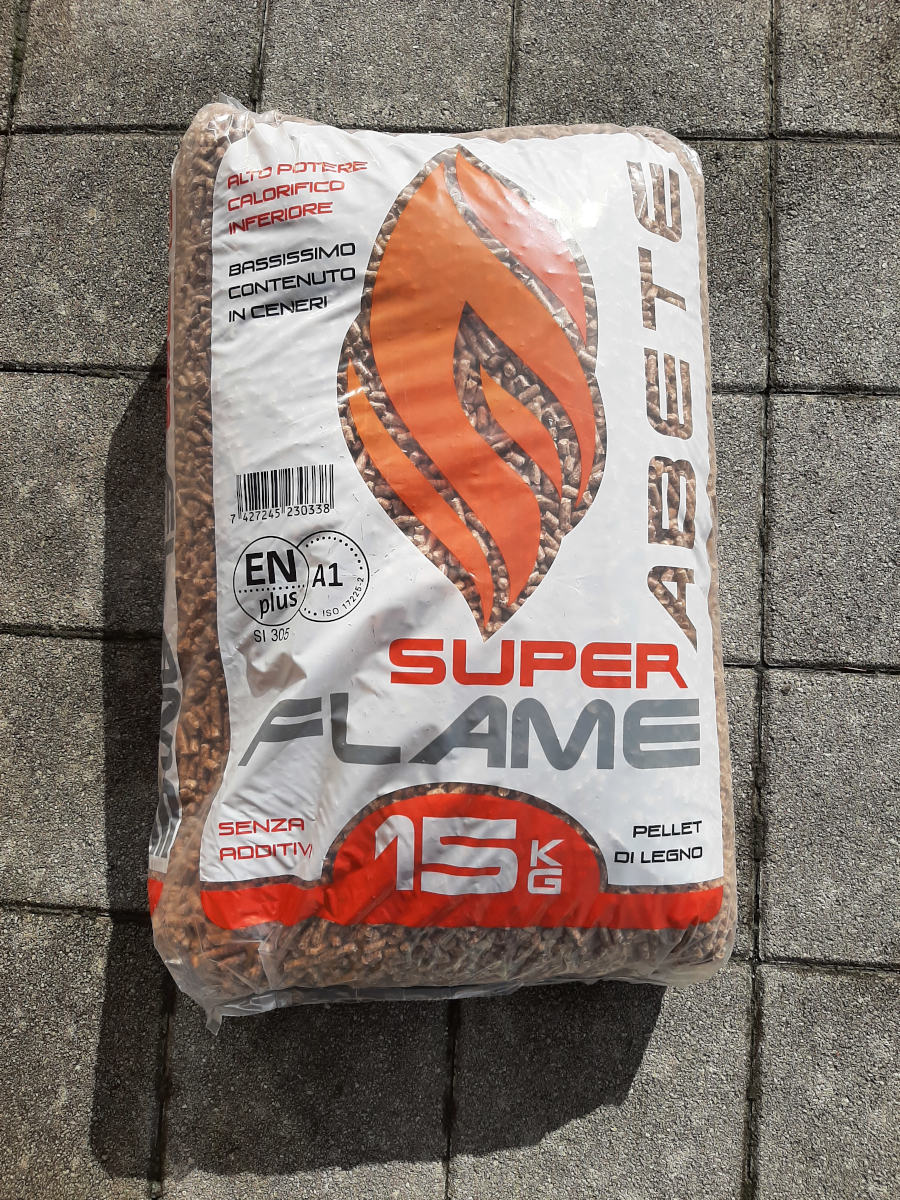 ALTO POTERE
CALORIFICO
INFERIORE
BASSISSIMO
CONTENUTO
IN CENERI
ABETE
7 427245 230338
EN
plus
A1
ISO 17225-2
SI 305
SUPER
FLAME
SENZA
ADDITIVI
15
KG
PELLET
DI LEGNO